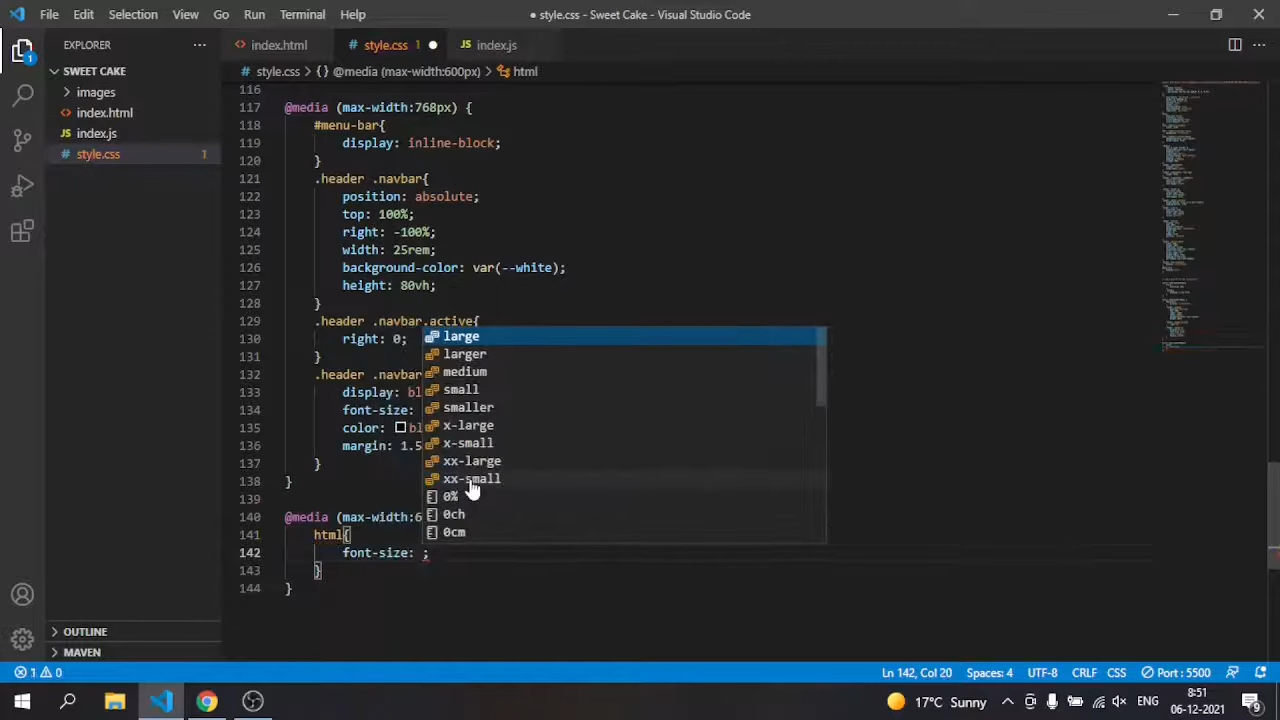 File Edit Selection View Go Run Terminal Help
● style.css - Sweet Cake - Visual Studio Code
1
EXPLORER
index.html
style.css 1
index.js
style.css > {} @media (max-width:600px) > html
SWEET CAKE
images
index.html
index.js
style.css 1
116
117 @media (max-width:768px) {
118 #menu-bar{
119 display: inline-block;
120 }
121 .header .navbar{
122 position: absolute;
123 top: 100%;
124 right: -100%;
125 width: 25rem;
126 background-color: var(--white);
127 height: 80vh;
128 }
129 .header .navbar.active{
130 right: 0;
131 }
132 .header .navbar
133 display: bl
134 font-size:
135 color: bl
136 margin: 1.5
137 }
138 }
139
140 @media (max-width:6
141 html{
142 font-size: ;
143 }
144 }
large
larger
medium
small
smaller
x-large
x-small
xx-large
xx-small
0%
0ch
0cm
OUTLINE
MAVEN
1 0
Ln 142, Col 20 Spaces: 4 UTF-8 CRLF CSS Port : 5500
17°C Sunny ENG 8:51
06-12-2021
9